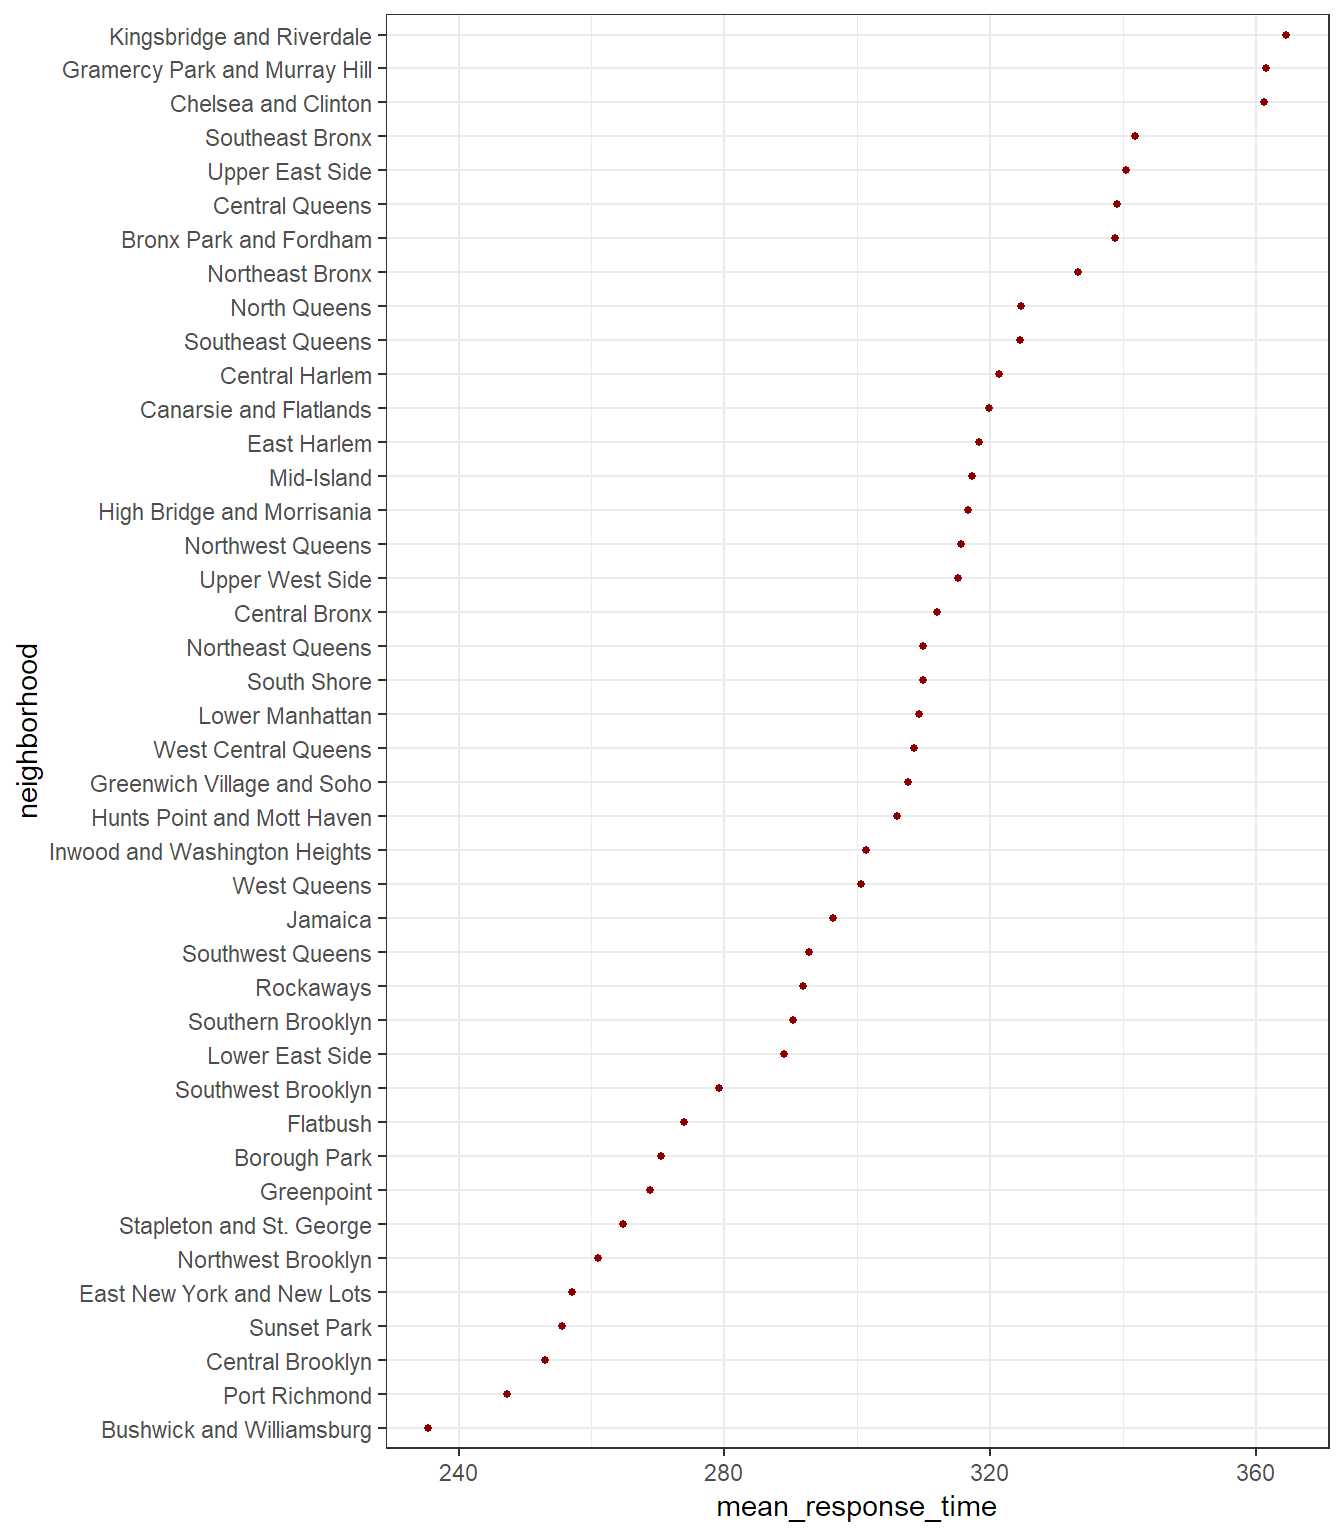 Kingsbridge and Riverdale
Gramercy Park and Murray Hill
Chelsea and Clinton
Southeast Bronx
Upper East Side
Central Queens
Bronx Park and Fordham
Northeast Bronx
North Queens
Southeast Queens
Central Harlem
Canarsie and Flatlands
East Harlem
Mid-Island
High Bridge and Morrisania
Northwest Queens
Upper West Side
Central Bronx
Northeast Queens
South Shore
Lower Manhattan
West Central Queens
Greenwich Village and Soho
Hunts Point and Mott Haven
Inwood and Washington Heights
West Queens
Jamaica
Southwest Queens
Rockaways
Southern Brooklyn
Lower East Side
Southwest Brooklyn
Flatbush
Borough Park
Greenpoint
Stapleton and St. George
Northwest Brooklyn
East New York and New Lots
Sunset Park
Central Brooklyn
Port Richmond
Bushwick and Williamsburg
neighborhood
240 280 320 360
mean_response_time